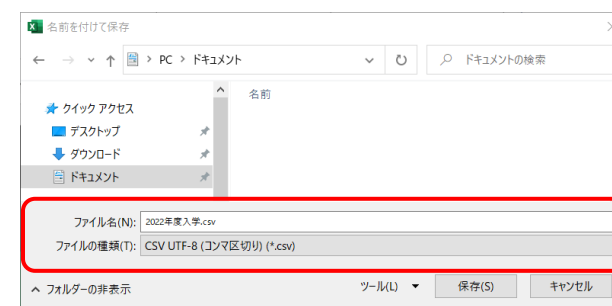 名前を付けて保存
PC > ドキュメント
ドキュメントの検索
名前
クイック アクセス
デスクトップ
ダウンロード
ドキュメント
ファイル名(N): 2022年度入学.csv
ファイルの種類(T): CSV UTF-8 (コンマ区切り) (*.csv)
フォルダーの非表示
ツール(L)
保存(S)
キャンセル